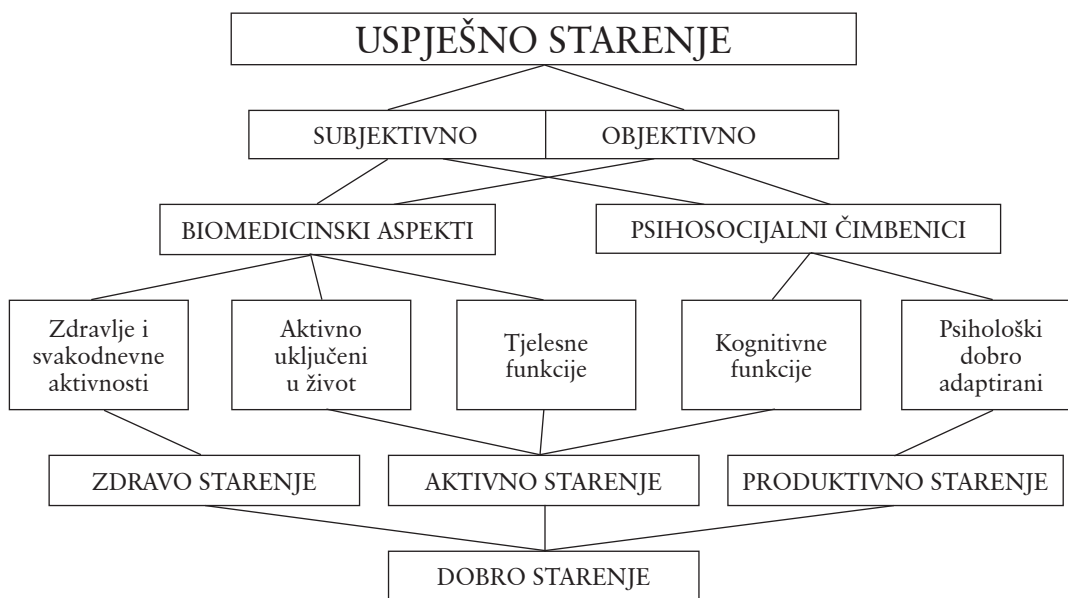 USPJEŠNO STARENJE
SUBJEKTIVNO
OBJEKTIVNO
BIOMEDICINSKI ASPEKTI
PSIHOSOCIJALNI ČIMBENICI
Zdravlje i
svakodnevne
aktivnosti
Aktivno
uključeni
u život
Tjelesne
funkcije
Kognitivne
funkcije
Psihološki
dobro
adaptirani
ZDRAVO STARENJE
AKTIVNO STARENJE
PRODUKTIVNO STARENJE
DOBRO STARENJE